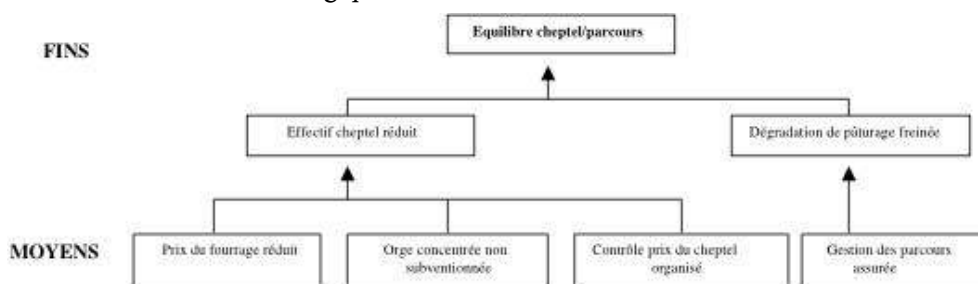 Equilibre cheptel/parcours
FINS
Effectif cheptel réduit
Dégradation de pâturage freinée
MOYENS
Prix du fourrage réduit
Orge concentrée non
subventionnée
Contrôle prix du cheptel
organisé
Gestion des parcours
assurée